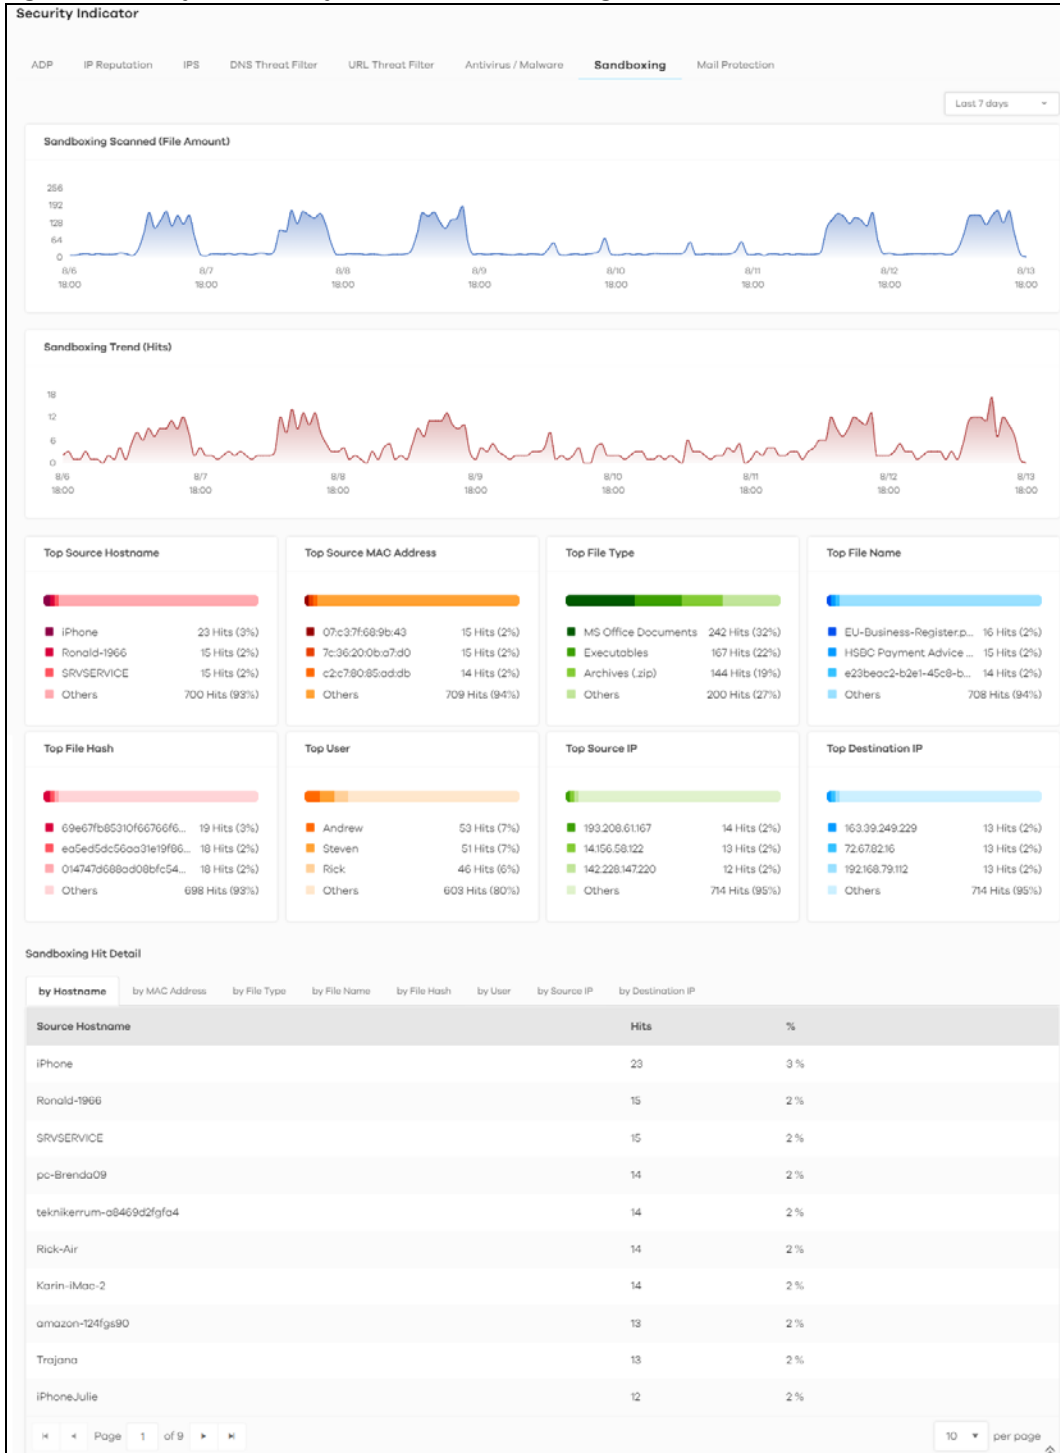 Security Indicator
ADP IP Reputation IPS DNS Threat Filter URL Threat Filter Antivirus / Malware Sandboxing Mail Protection
Last 7 days
Sandboxing Scanned (File Amount)
256
192
128
64
0
8/6 8/7 8/8 8/9 8/10 8/11 8/12 8/13
18:00 18:00 18:00 18:00 18:00 18:00 18:00 18:00
Sandboxing Trend (Hits)
18
12
6
0
8/6 8/7 8/8 8/9 8/10 8/11 8/12 8/13
18:00 18:00 18:00 18:00 18:00 18:00 18:00 18:00
Top Source Hostname
iPhone 23 Hits (3%)
Ronald-1966 15 Hits (2%)
SRVSERVICE 15 Hits (2%)
Others 700 Hits (93%)
Top Source MAC Address
07:c3:7f:68:9b:43 15 Hits (2%)
7c:36:20:0b:a7:d0 15 Hits (2%)
c2:c7:80:85:ad:db 14 Hits (2%)
Others 709 Hits (94%)
Top File Type
MS Office Documents 242 Hits (32%)
Executables 167 Hits (22%)
Archives (.zip) 144 Hits (19%)
Others 200 Hits (27%)
Top File Name
EU-Business-Register.p... 16 Hits (2%)
HSBC Payment Advice ... 15 Hits (2%)
e23beac2-b2e1-45c8-b... 14 Hits (2%)
Others 708 Hits (94%)
Top File Hash
69e67fb85310f66766f6... 19 Hits (3%)
ea5ed5dc56aa31e19f86... 18 Hits (2%)
014747d688ad08bfc54... 18 Hits (2%)
Others 698 Hits (93%)
Top User
Andrew 53 Hits (7%)
Steven 51 Hits (7%)
Rick 46 Hits (6%)
Others 603 Hits (80%)
Top Source IP
193.208.61.167 14 Hits (2%)
14.156.58.122 13 Hits (2%)
142.228.147.220 12 Hits (2%)
Others 714 Hits (95%)
Top Destination IP
163.39.249.229 13 Hits (2%)
72.67.82.16 13 Hits (2%)
192.168.79.112 13 Hits (2%)
Others 714 Hits (95%)
Sandboxing Hit Detail
by Hostname by MAC Address by File Type by File Name by File Hash by User by Source IP by Destination IP
Source Hostname Hits %
iPhone 23 3 %
Ronald-1966 15 2 %
SRVSERVICE 15 2 %
pc-Brenda09 14 2 %
teknikerrum-a8469d2fgfa4 14 2 %
Rick-Air 14 2 %
Karin-iMac-2 14 2 %
amazon-124fgs90 13 2 %
Trajana 13 2 %
iPhoneJulie 12 2 %
Page 1 of 9 10 per page